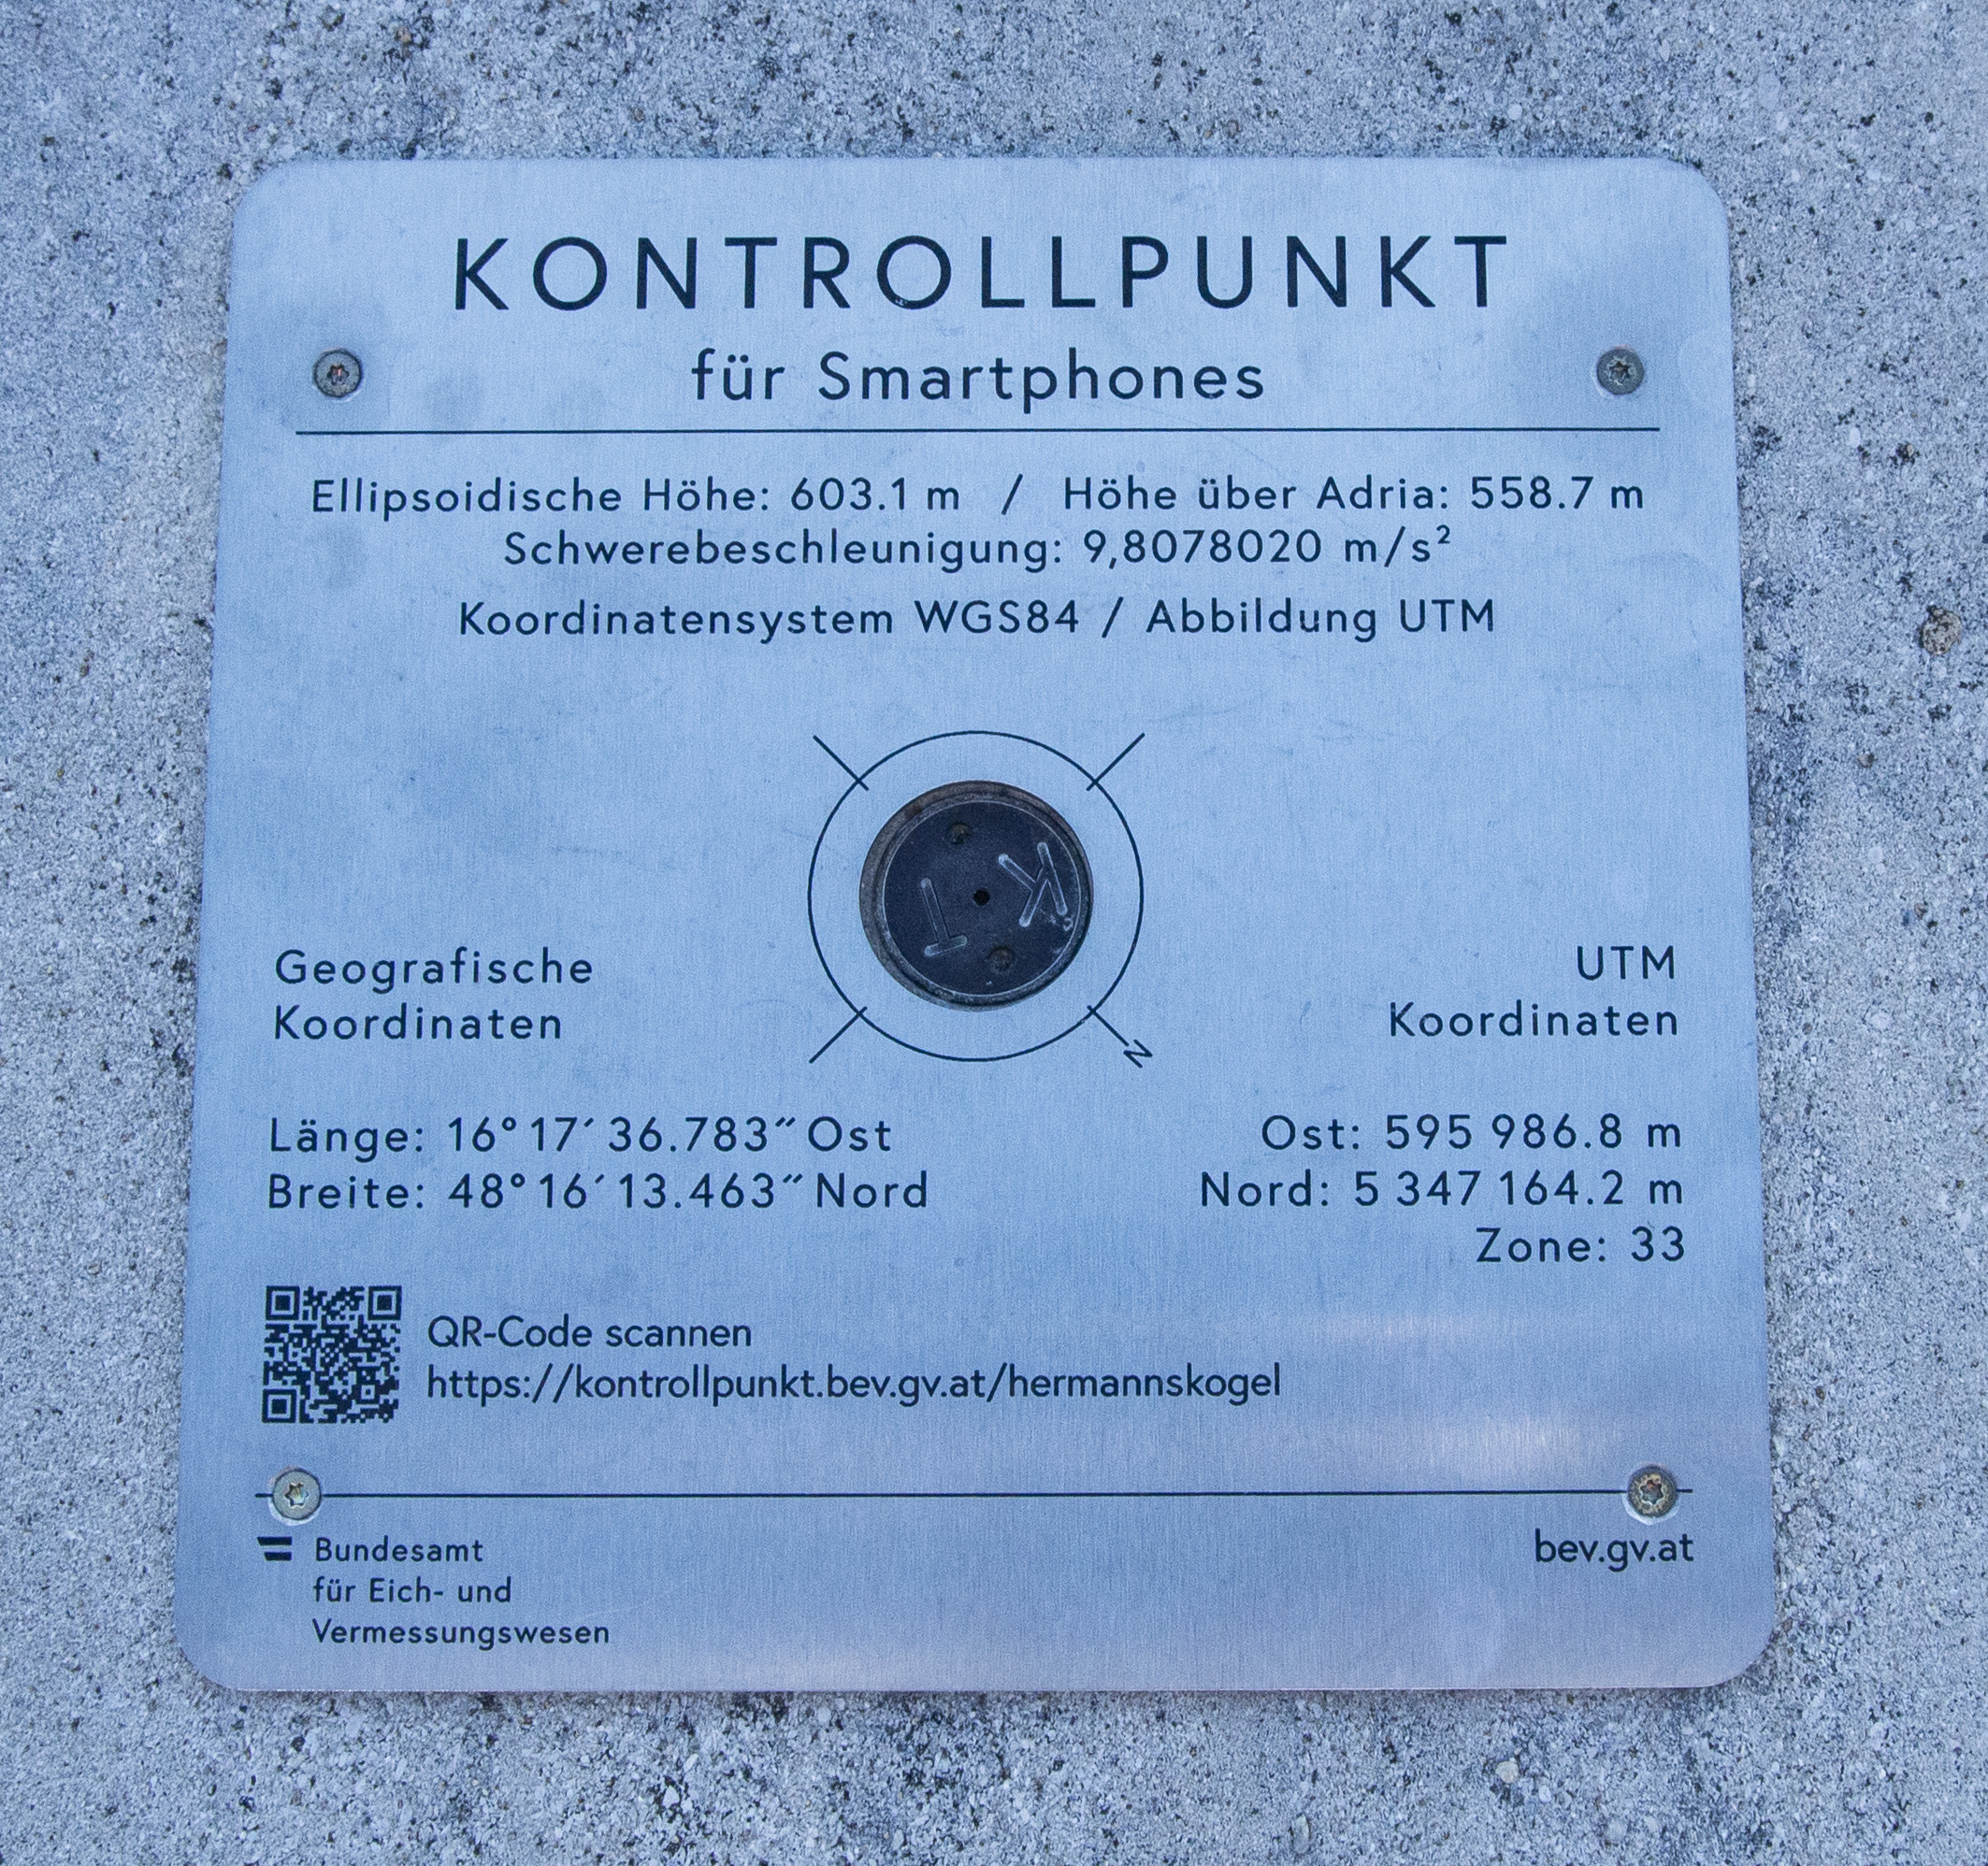 KONTROLLPUNKT
für Smartphones
Ellipsoidische Höhe: 603.1 m / Höhe über Adria: 558.7 m
Schwerebeschleunigung: 9,8078020 m/s²
Koordinatensystem WGS84 / Abbildung UTM
K T
N
Geografische
Koordinaten
Länge: 16° 17´ 36.783˝ Ost
Breite: 48° 16´ 13.463˝ Nord
UTM
Koordinaten
Ost: 595 986.8 m
Nord: 5 347 164.2 m
Zone: 33
QR-Code scannen
https://kontrollpunkt.bev.gv.at/hermannskogel
Bundesamt
für Eich- und
Vermessungswesen
bev.gv.at